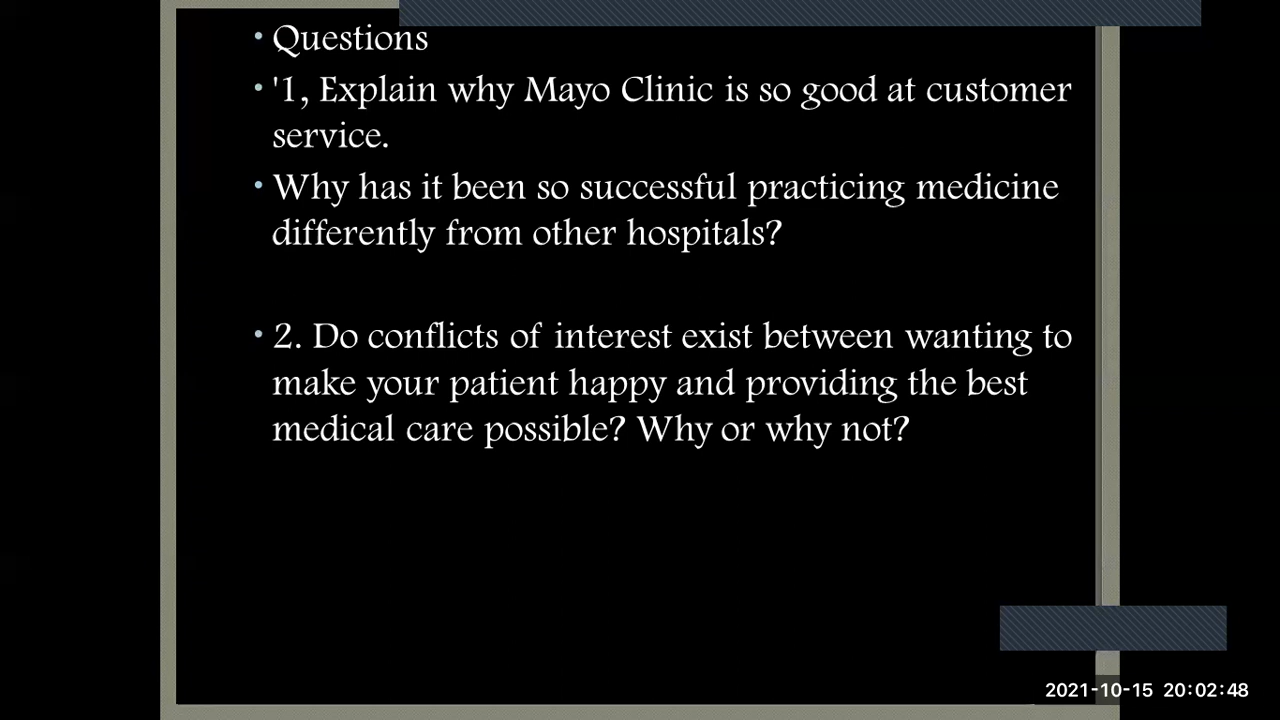 • Questions
• '1, Explain why Mayo Clinic is so good at customer
service.
• Why has it been so successful practicing medicine
differently from other hospitals?
• 2. Do conflicts of interest exist between wanting to
make your patient happy and providing the best
medical care possible? Why or why not?
2021-10-15 20:02:48